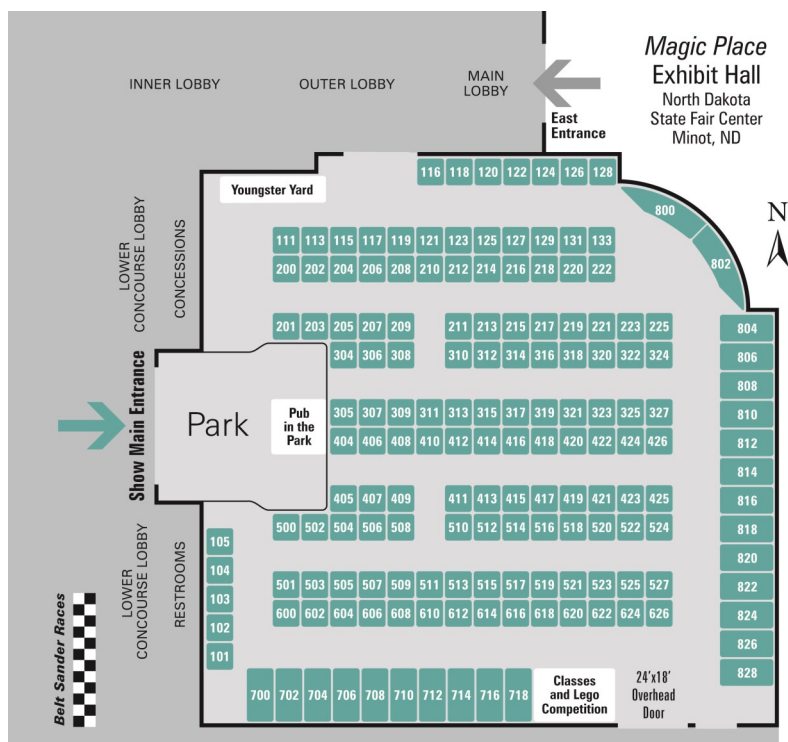 Magic Place
Exhibit Hall
North Dakota
State Fair Center
Minot, ND
INNER LOBBY
OUTER LOBBY
MAIN
LOBBY
East
Entrance
N
Youngster Yard
116 118 120 122 124 126 128
800
802
LOWER
CONCOURSE LOBBY
CONCESSIONS
111 113 115 117 119 121 123 125 127 129 131 133
200 202 204 206 208 210 212 214 216 218 220 222
201 203 205 207 209 211 213 215 217 219 221 223 225
304 306 308 310 312 314 316 318 320 322 324
Show Main Entrance
Park
Pub
in the
Park
305 307 309 311 313 315 317 319 321 323 325 327
404 406 408 410 412 414 416 418 420 422 424 426
405 407 409 411 413 415 417 419 421 423 425
500 502 504 506 508 510 512 514 516 518 520 522 524
501 503 505 507 509 511 513 515 517 519 521 523 525 527
600 602 604 606 608 610 612 614 616 618 620 622 624 626
105
104
103
102
101
LOWER
CONCOURSE LOBBY
RESTROOMS
Belt Sander Races
700 702 704 706 708 710 712 714 716 718
Classes
and Lego
Competition
24'x18'
Overhead
Door
804
806
808
810
812
814
816
818
820
822
824
826
828